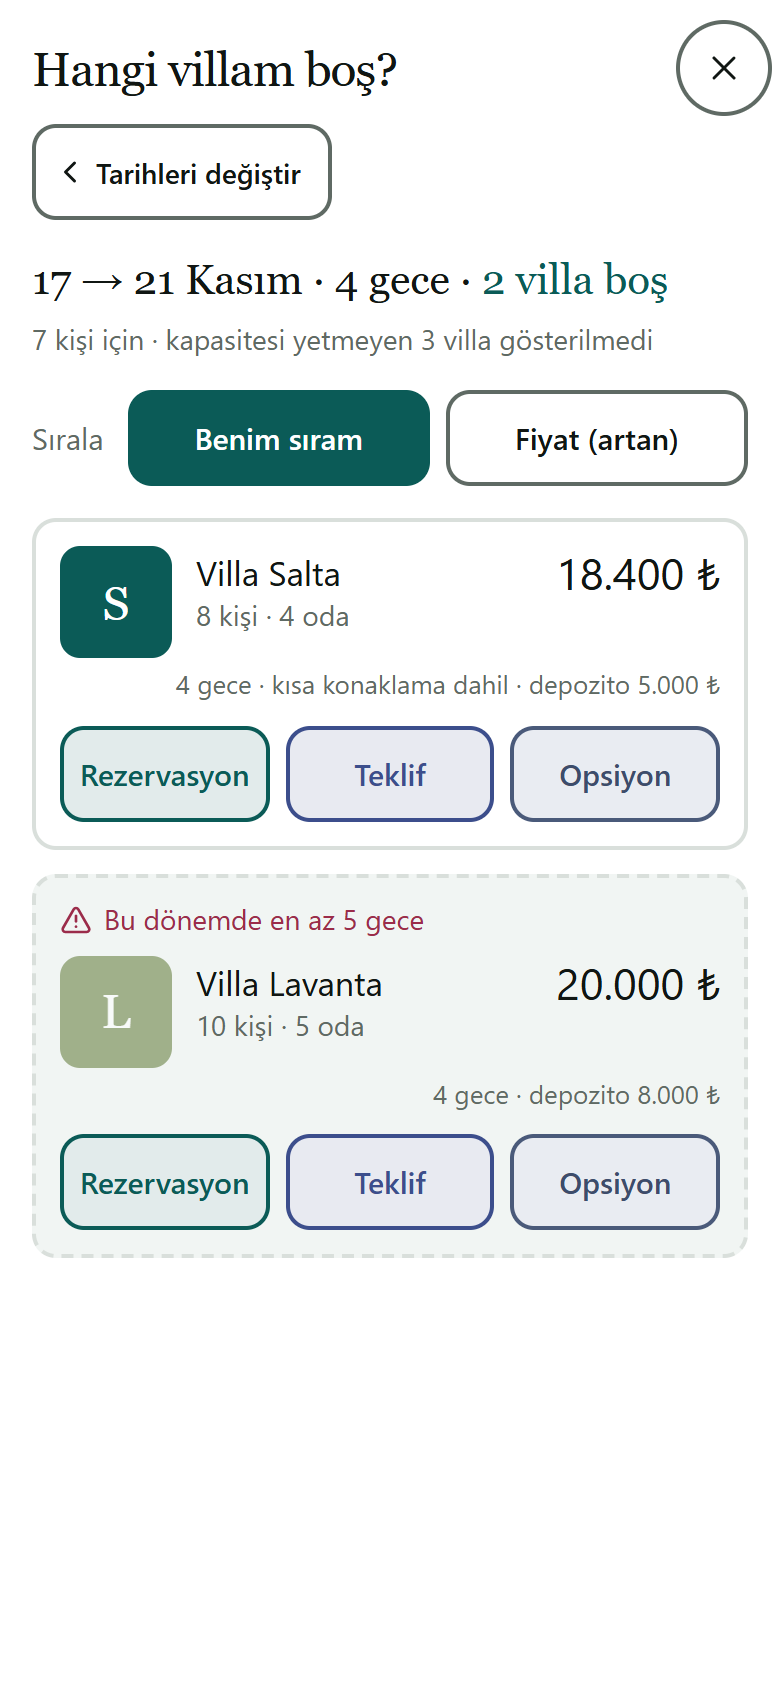 Hangi villam boş?
Tarihleri değiştir
17 → 21 Kasım · 4 gece · 2 villa boş
7 kişi için · kapasitesi yetmeyen 3 villa gösterilmedi
Sırala Benim sıram Fiyat (artan)
S Villa Salta 18.400 ₺
8 kişi · 4 oda
4 gece · kısa konaklama dahil · depozito 5.000 ₺
Rezervasyon Teklif Opsiyon
Bu dönemde en az 5 gece
L Villa Lavanta 20.000 ₺
10 kişi · 5 oda
4 gece · depozito 8.000 ₺
Rezervasyon Teklif Opsiyon